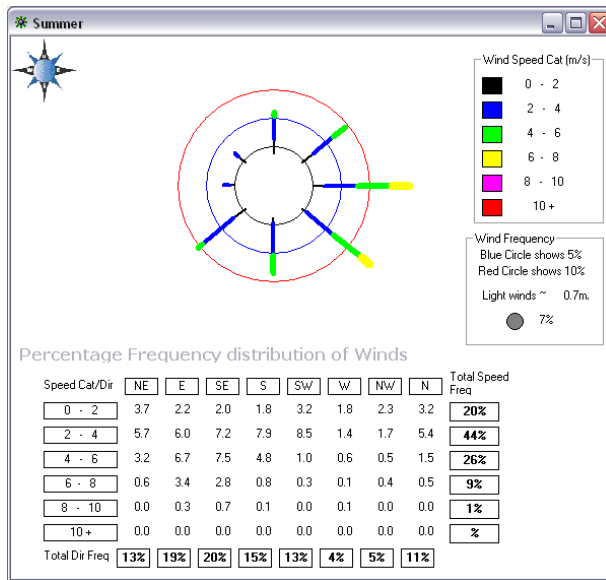 Summer
Wind Speed Cat (m/s)
0 - 2
2 - 4
4 - 6
6 - 8
8 - 10
10 +
Wind Frequency
Blue Circle shows 5%
Red Circle shows 10%
Light winds ~ 0.7m.
7%
Percentage Frequency distribution of Winds
Speed Cat/Dir NE E SE S SW W NW N Total Speed Freq
0 - 2 3.7 2.2 2.0 1.8 3.2 1.8 2.3 3.2 20%
2 - 4 5.7 6.0 7.2 7.9 8.5 1.4 1.7 5.4 44%
4 - 6 3.2 6.7 7.5 4.8 1.0 0.6 0.5 1.5 26%
6 - 8 0.6 3.4 2.8 0.8 0.3 0.1 0.4 0.5 9%
8 - 10 0.0 0.3 0.7 0.1 0.0 0.1 0.0 0.0 1%
10 + 0.0 0.0 0.0 0.0 0.0 0.0 0.0 0.0 %
Total Dir Freq 13% 19% 20% 15% 13% 4% 5% 11%